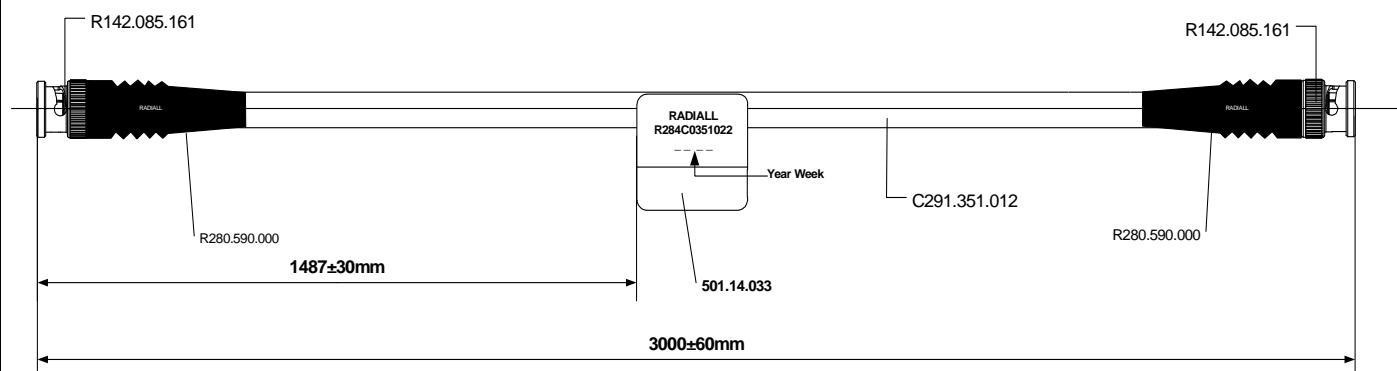 R142.085.161
R142.085.161
RADIALL
RADIALL
R284C0351022
RADIALL
Year Week
C291.351.012
R280.590.000
R280.590.000
1487±30mm
501.14.033
3000±60mm